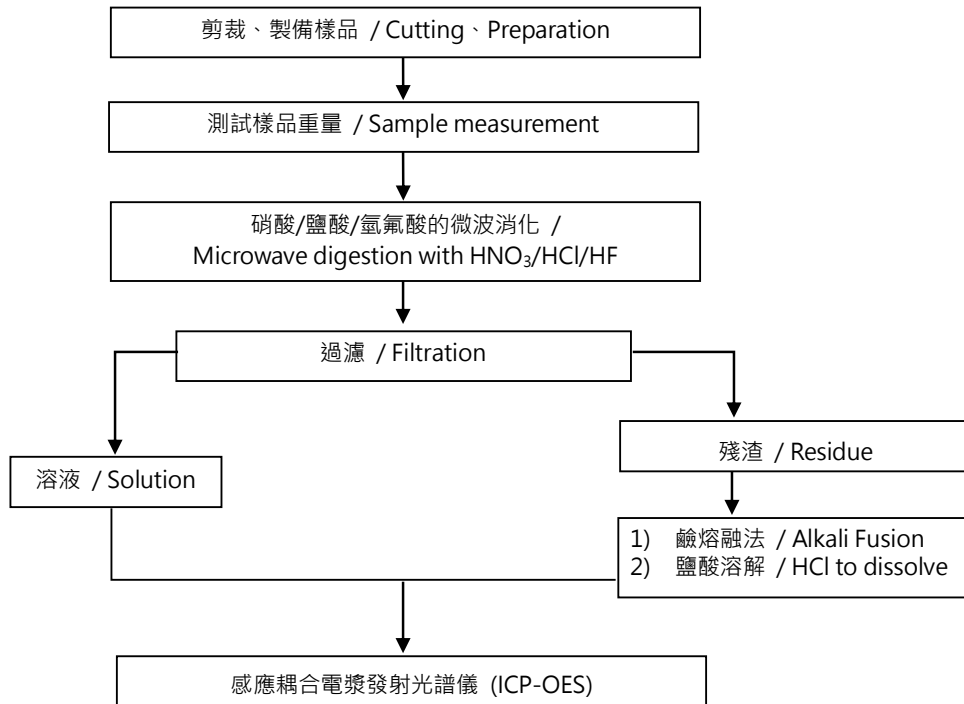 剪裁、製備樣品 / Cutting、Preparation
測試樣品重量 / Sample measurement
硝酸/鹽酸/氫氟酸的微波消化 /
Microwave digestion with HNO₃/HCl/HF
過濾 / Filtration
溶液 / Solution
殘渣 / Residue
1) 鹼熔融法 / Alkali Fusion
2) 鹽酸溶解 / HCl to dissolve
感應耦合電漿發射光譜儀 (ICP-OES)